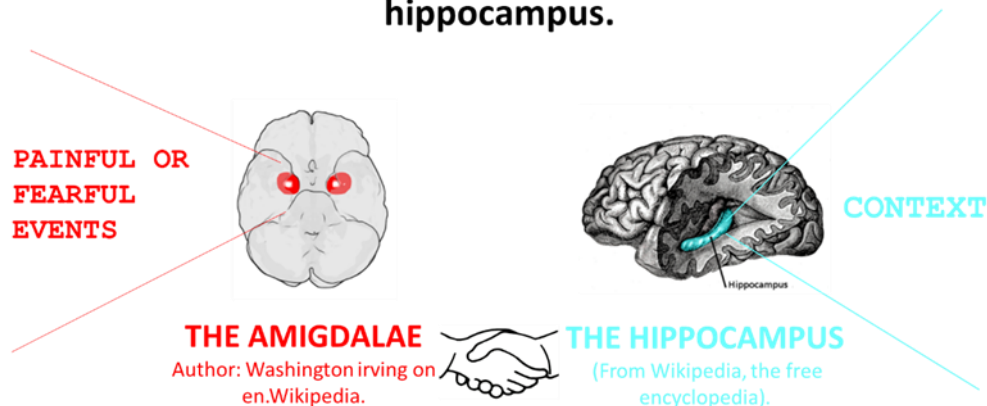 hippocampus.
PAINFUL OR
FEARFUL
EVENTS
CONTEXT
Hippocampus
THE AMIGDALAE
Author: Washington irving on
en.Wikipedia.
THE HIPPOCAMPUS
(From Wikipedia, the free
encyclopedia).